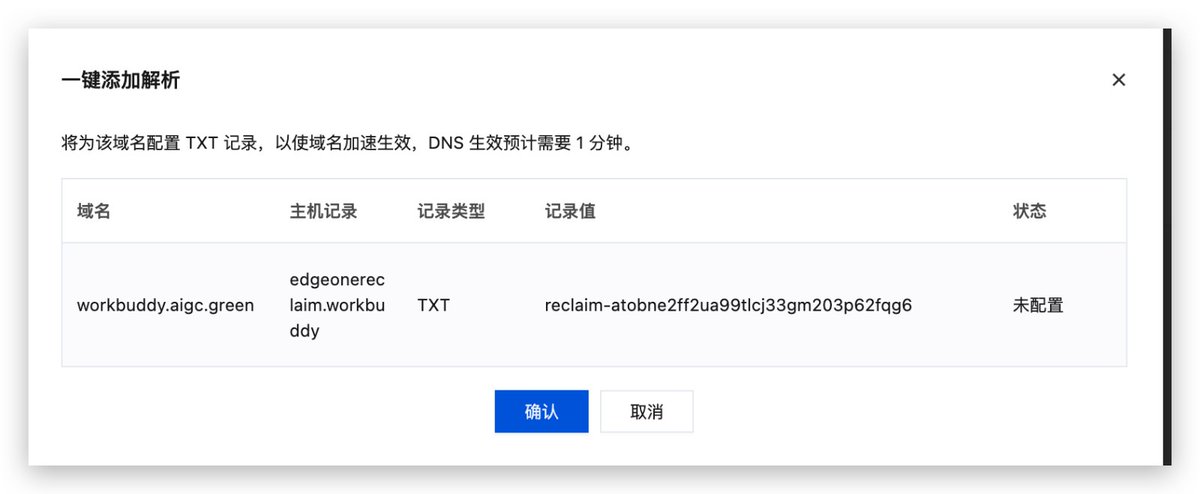 一键添加解析
将为该域名配置 TXT 记录，以使域名加速生效，DNS 生效预计需要 1 分钟。
域名 主机记录 记录类型 记录值 状态
workbuddy.aigc.green edgeonerec TXT reclaim-atobne2ff2ua99tlcj33gm203p62fqg6 未配置
laim.workbu
ddy
确认 取消